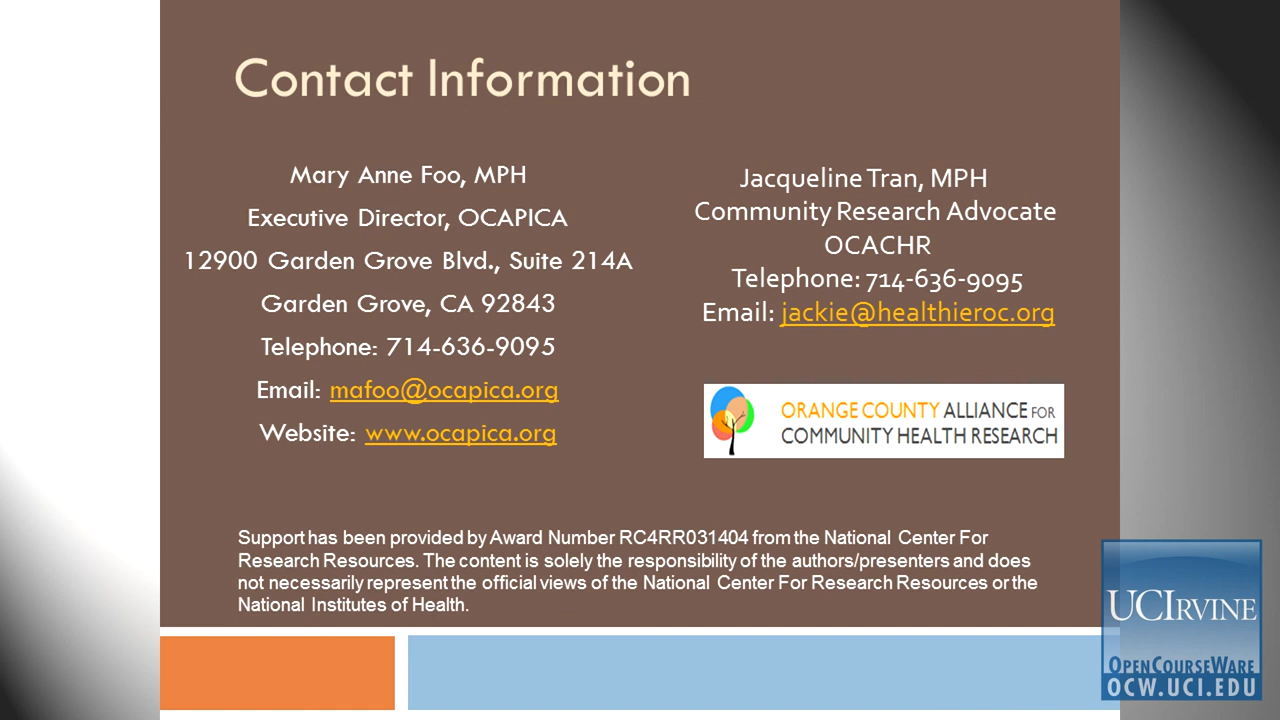 Contact Information
Mary Anne Foo, MPH
Executive Director, OCAPICA
12900 Garden Grove Blvd., Suite 214A
Garden Grove, CA 92843
Telephone: 714-636-9095
Email: mafoo@ocapica.org
Website: www.ocapica.org
Jacqueline Tran, MPH
Community Research Advocate
OCACHR
Telephone: 714-636-9095
Email: jackie@healthieroc.org
ORANGE COUNTY ALLIANCE FOR
COMMUNITY HEALTH RESEARCH
Support has been provided by Award Number RC4RR031404 from the National Center For
Research Resources. The content is solely the responsibility of the authors/presenters and does
not necessarily represent the official views of the National Center For Research Resources or the
National Institutes of Health.
UCIRVINE
OPENCOURSEWARE
OCW.UCI.EDU